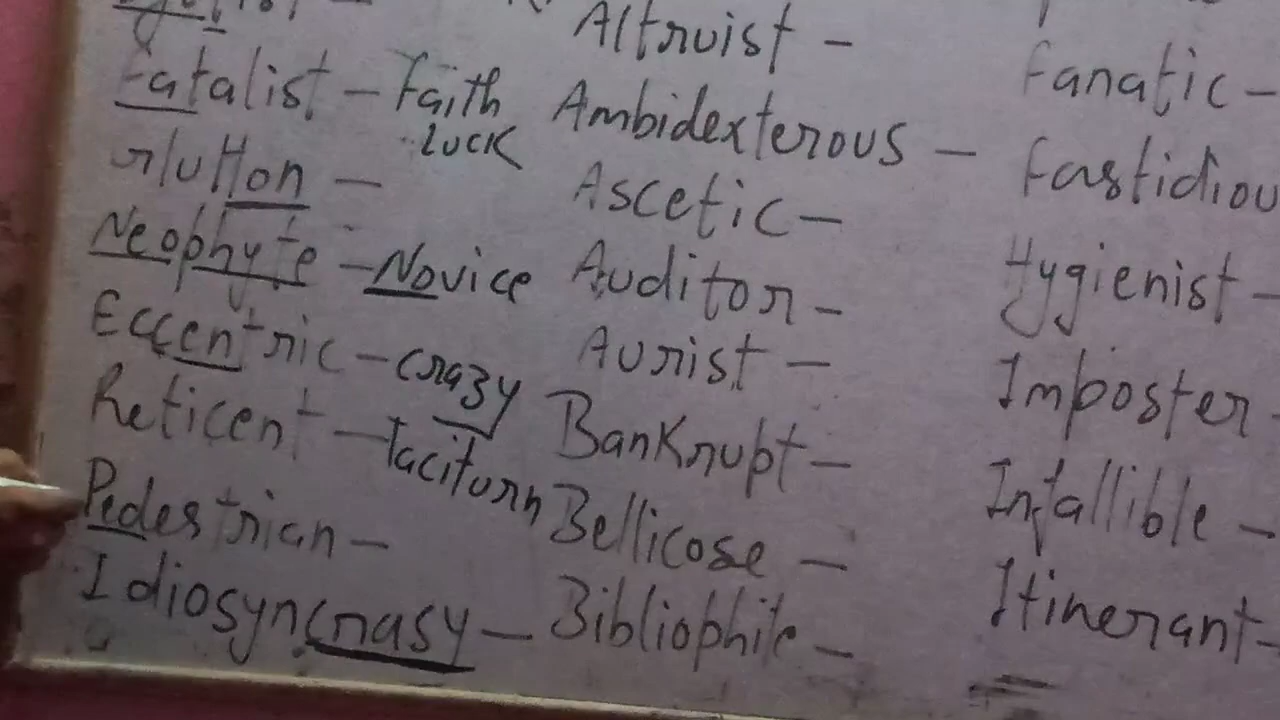 Fatalist - Faith
luck
Glutton -
Neophyte - Novice
Eccentric - crazy
Reticent - taciturn
Pedestrian -
Idiosyncrasy -
Altruist -
Ambidexterous -
Ascetic -
Auditor -
Aurist -
Bankrupt -
Bellicose -
Bibliophile -
Fanatic -
Fastidiou
Hygienist -
Imposter -
Infallible -
Itinerant -